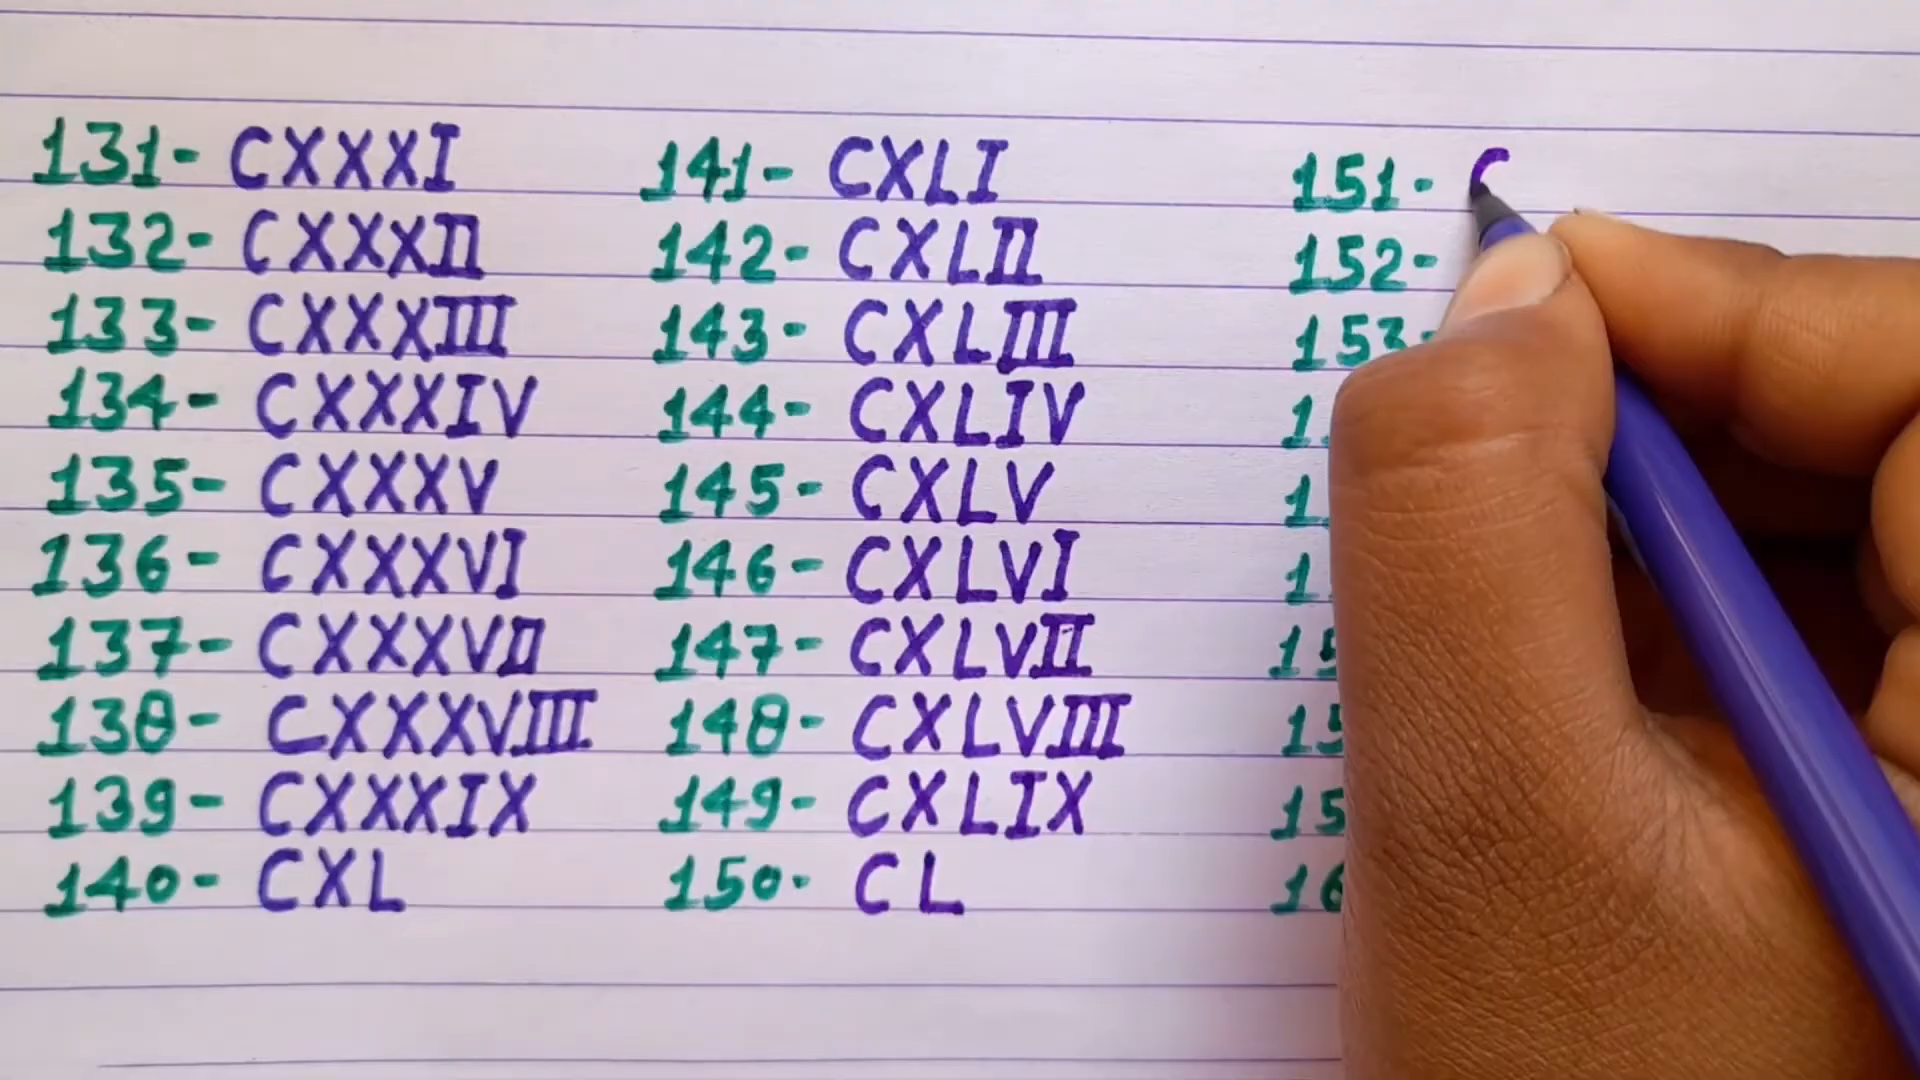 131- CXXXI
132- CXXXII
133- CXXXIII
134- CXXXIV
135- CXXXV
136- CXXXVI
137- CXXXVII
138- CXXXVIII
139- CXXXIX
140- CXL
141- CXLI
142- CXLII
143- CXLIII
144- CXLIV
145- CXLV
146- CXLVI
147- CXLVII
148- CXLVIII
149- CXLIX
150- CL
151- C
152-
153-